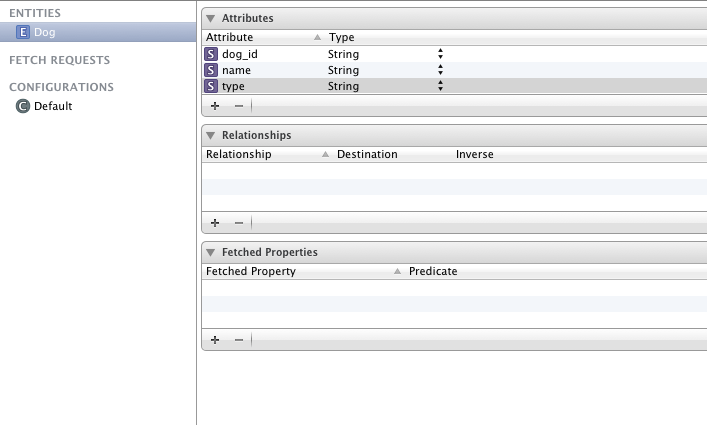 ENTITIES
E Dog
FETCH REQUESTS
CONFIGURATIONS
C Default
Attributes
Attribute Type
S dog_id String
S name String
S type String
Relationships
Relationship Destination Inverse
Fetched Properties
Fetched Property Predicate